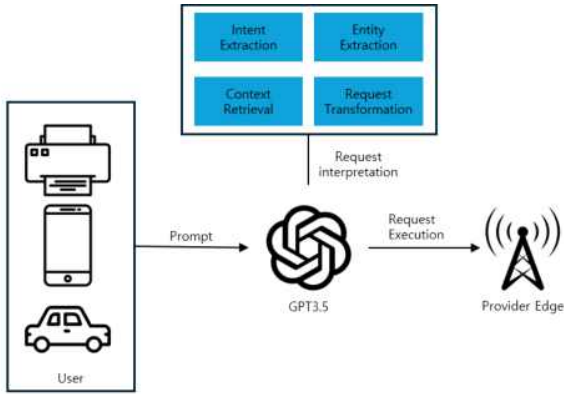 Intent
Extraction
Entity
Extraction
Context
Retrieval
Request
Transformation
Request
interpretation
Prompt
Request
Execution
GPT3.5
Provider Edge
User